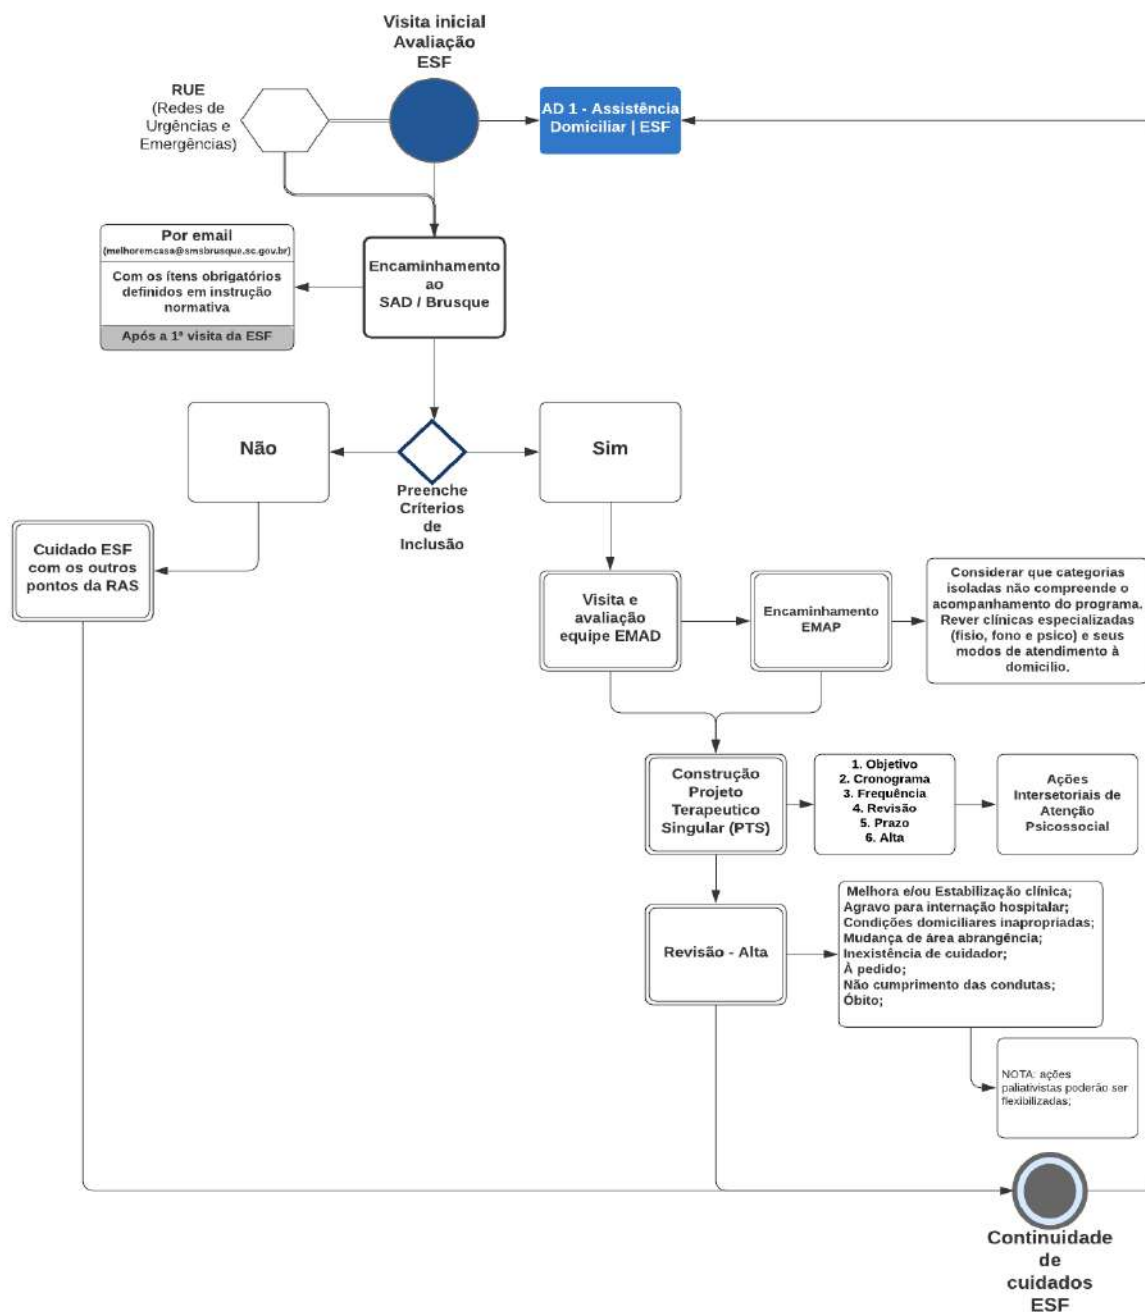 Visita inicial
Avaliação
ESF
RUE
(Redes de
Urgências e
Emergências)
AD 1 - Assistência
Domiciliar | ESF
Por email
(melhoremcasa@smsbrusque.sc.gov.br)
Com os ítens obrigatórios
definidos em instrução
normativa
Após a 1ª visita da ESF
Encaminhamento
ao
SAD / Brusque
Não
Sim
Preenche
Críterios
de
Inclusão
Cuidado ESF
com os outros
pontos da RAS
Visita e
avaliação
equipe EMAD
Encaminhamento
EMAP
Considerar que categorias
isoladas não compreende o
acompanhamento do programa.
Rever clínicas especializadas
(fisio, fono e psico) e seus
modos de atendimento à
domicilio.
Construção
Projeto
Terapeutico
Singular (PTS)
1. Objetivo
2. Cronograma
3. Frequência
4. Revisão
5. Prazo
6. Alta
Ações
Intersetoriais de
Atenção
Psicossocial
Revisão - Alta
Melhora e/ou Estabilização clínica;
Agravo para internação hospitalar;
Condições domiciliares inapropriadas;
Mudança de área abrangência;
Inexistência de cuidador;
À pedido;
Não cumprimento das condutas;
Óbito;
NOTA: ações
paliativistas poderão ser
flexibilizadas;
Continuidade
de
cuidados
ESF